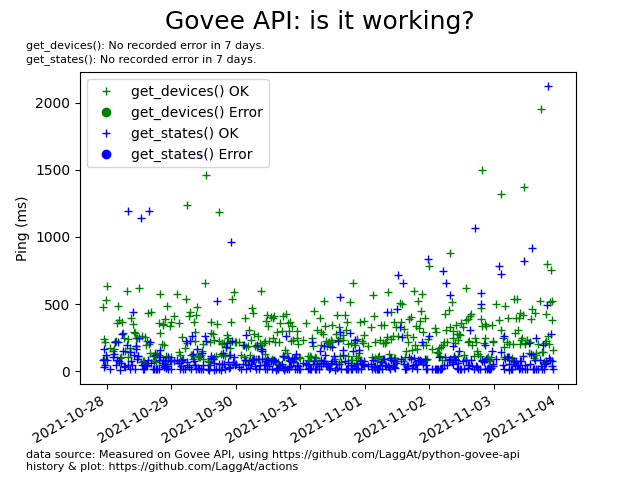 Govee API: is it working?
get_devices(): No recorded error in 7 days.
get_states(): No recorded error in 7 days.
get_devices() OK
get_devices() Error
get_states() OK
get_states() Error
Ping (ms)
2000
1500
1000
500
0
2021-10-28
2021-10-29
2021-10-30
2021-10-31
2021-11-01
2021-11-02
2021-11-03
2021-11-04
data source: Measured on Govee API, using https://github.com/LaggAt/python-govee-api
history & plot: https://github.com/LaggAt/actions